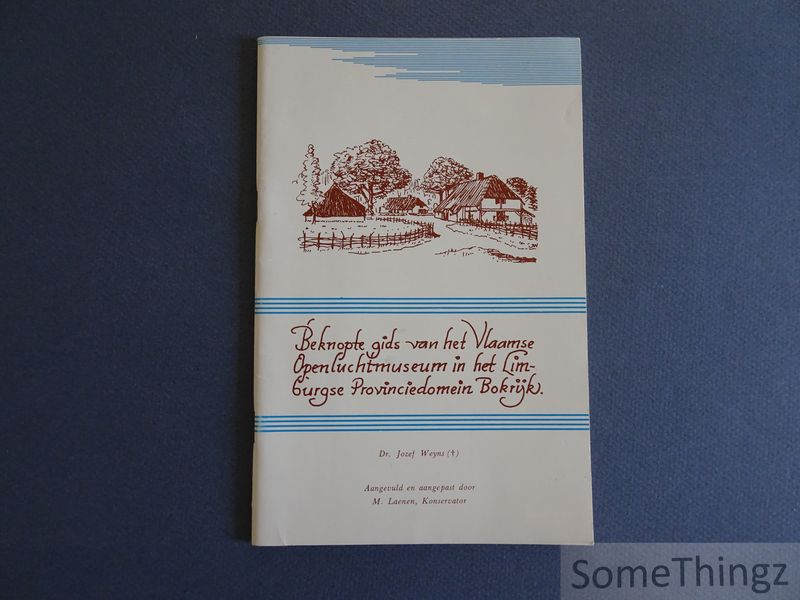 Beknopte gids van het Vlaamse
Openluchtmuseum in het Lim-
burgse Provinciedomein Bokrijk.
Dr. Jozef Weyns (†)
Aangevuld en aangepast door
M. Laenen, Konservator
SomeThingz